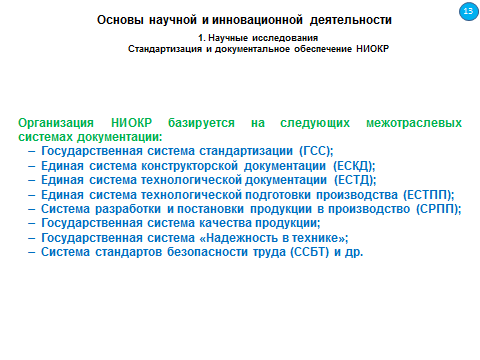 13
Основы научной и инновационной деятельности
1. Научные исследования
Стандартизация и документальное обеспечение НИОКР
Организация НИОКР базируется на следующих межотраслевых
системах документации:
– Государственная система стандартизации (ГСС);
– Единая система конструкторской документации (ЕСКД);
– Единая система технологической документации (ЕСТД);
– Единая система технологической подготовки производства (ЕСТПП);
– Система разработки и постановки продукции в производство (СРПП);
– Государственная система качества продукции;
– Государственная система «Надежность в технике»;
– Система стандартов безопасности труда (ССБТ) и др.